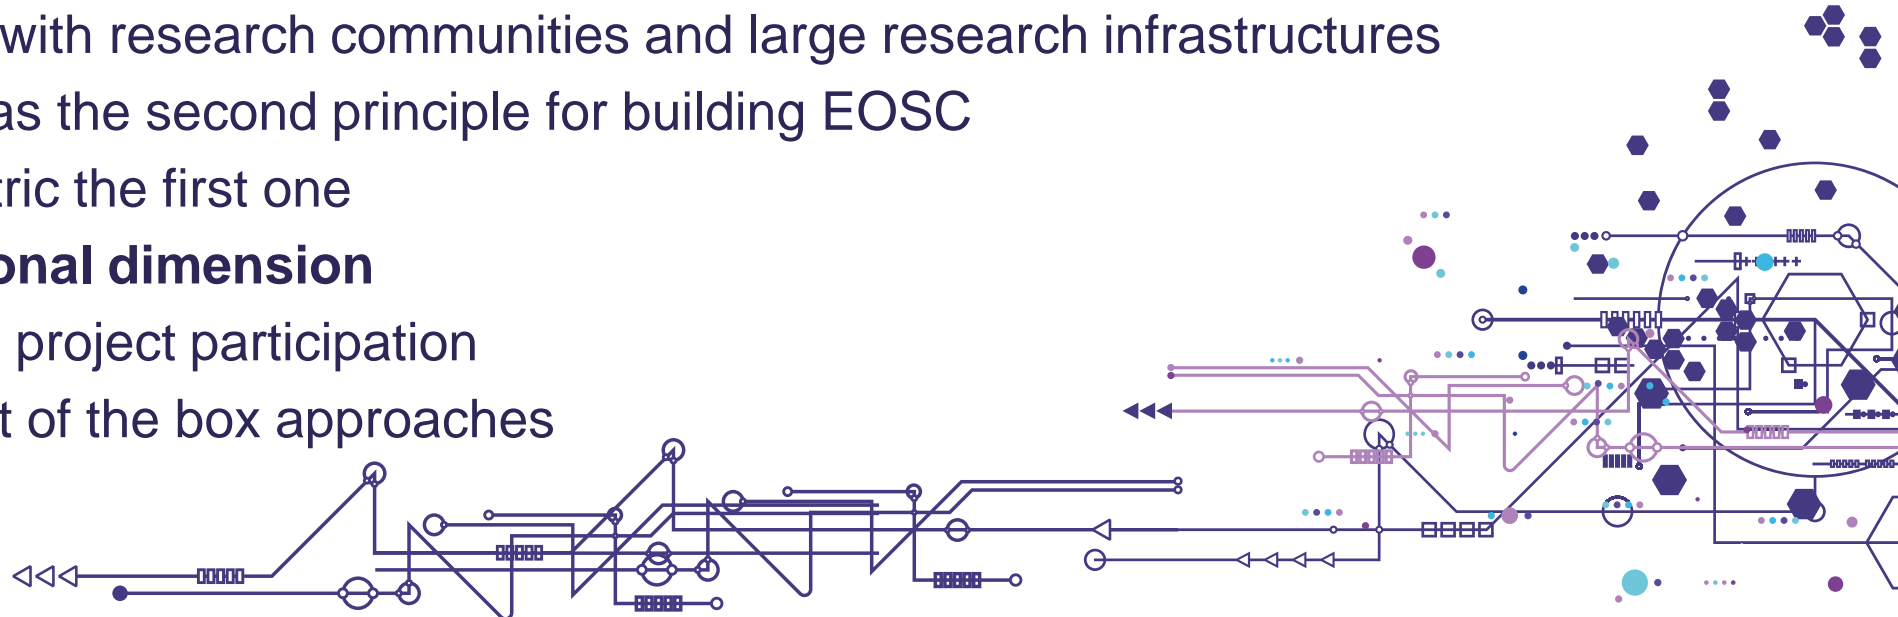 with research communities and large research infrastructures
as the second principle for building EOSC
tric the first one
onal dimension
project participation
t of the box approaches